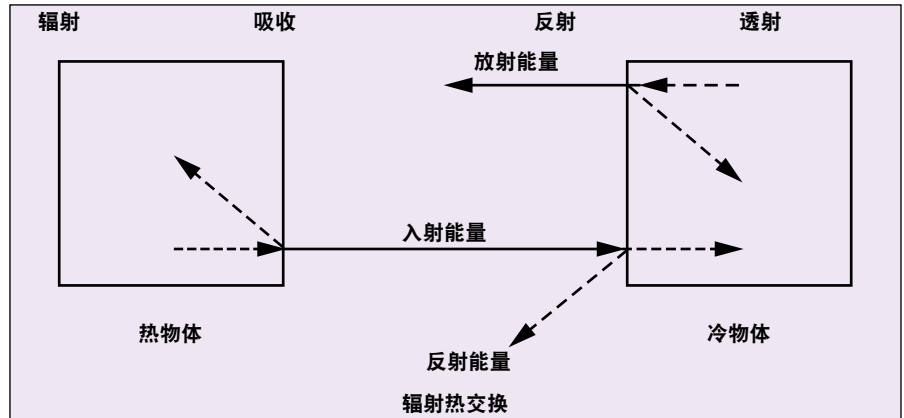 辐射 吸收 反射 透射
放射能量
入射能量
热物体 冷物体
反射能量
辐射热交换